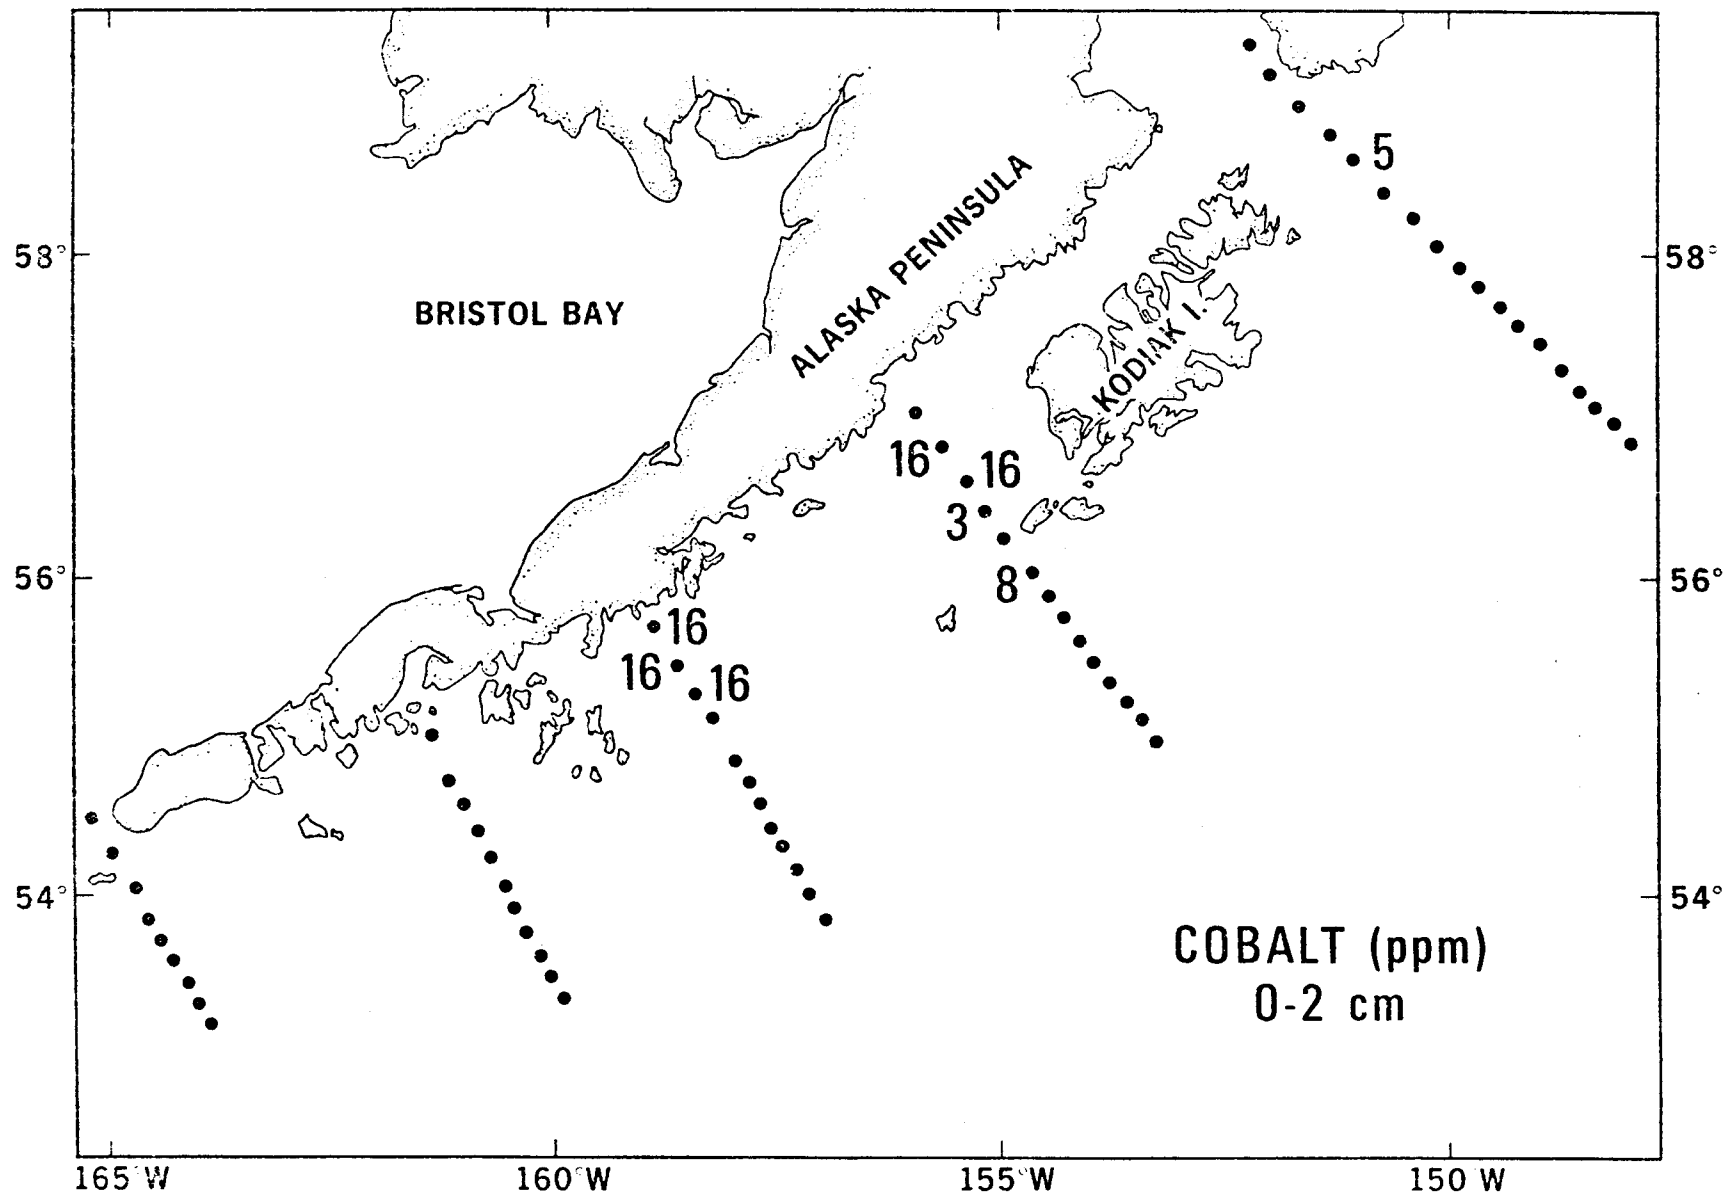 5
58°
58°
ALASKA PENINSULA
BRISTOL BAY
KODIAK I.
16
16
3
56°
56°
8
16
16
16
54°
54°
COBALT (ppm)
0-2 cm
165°W
160°W
155°W
150 W